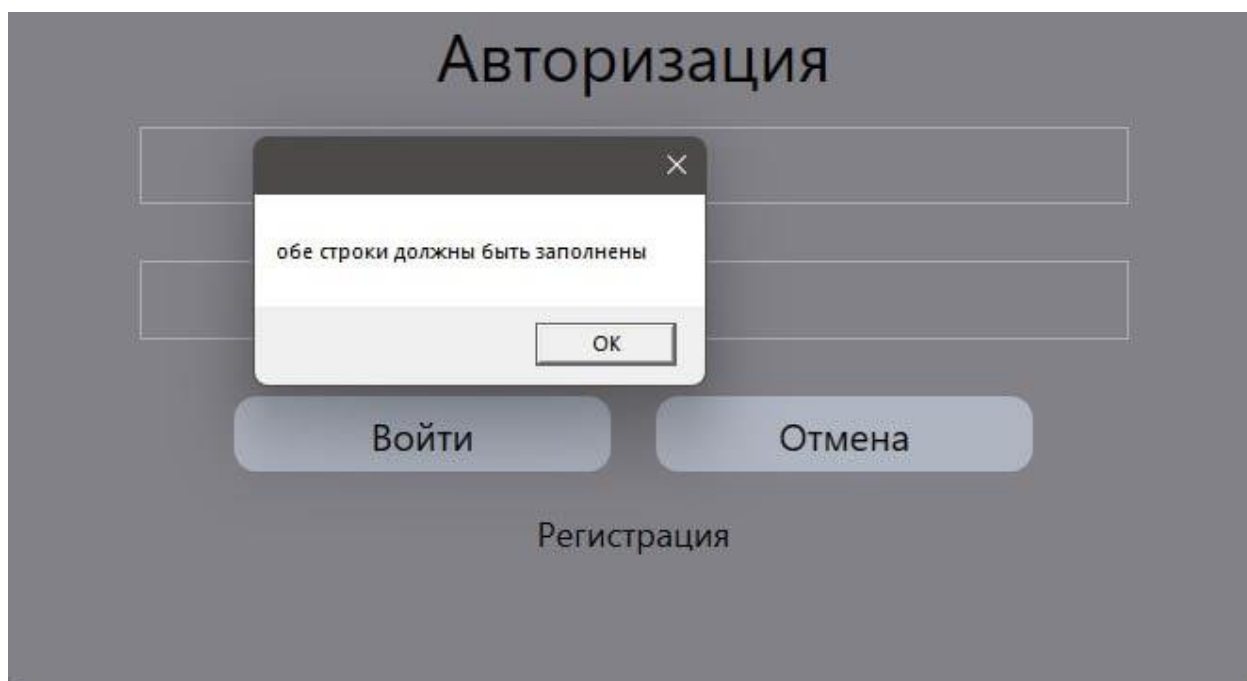 Авторизация
обе строки должны быть заполнены
OK
Войти
Отмена
Регистрация